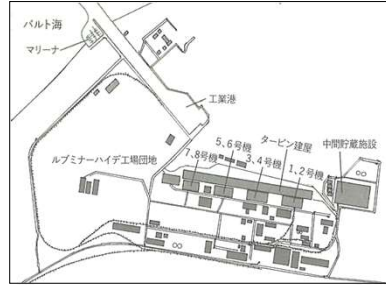 バルト海
マリーナ
工業港
5、6号機
タービン建屋
中間貯蔵施設
7、8号機
3、4号機
1、2号機
ルブミナーハイデ工場団地